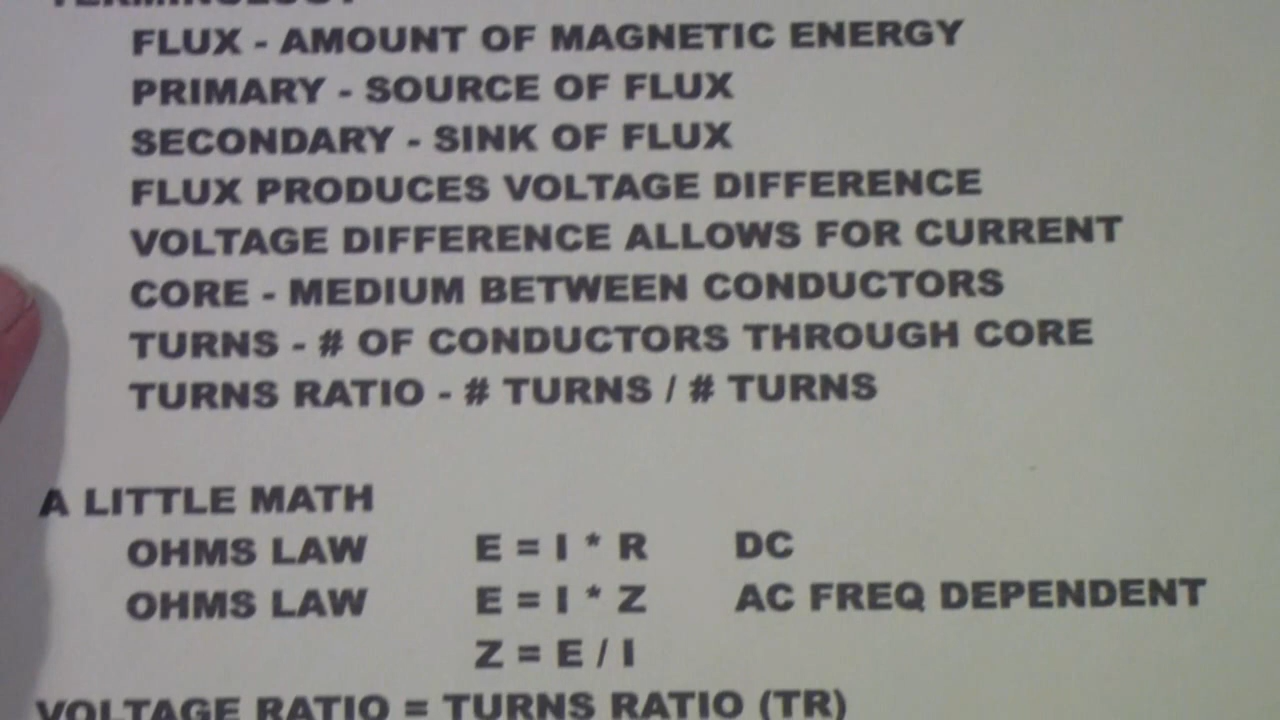 TERMINOLOGY
FLUX - AMOUNT OF MAGNETIC ENERGY
PRIMARY - SOURCE OF FLUX
SECONDARY - SINK OF FLUX
FLUX PRODUCES VOLTAGE DIFFERENCE
VOLTAGE DIFFERENCE ALLOWS FOR CURRENT
CORE - MEDIUM BETWEEN CONDUCTORS
TURNS - # OF CONDUCTORS THROUGH CORE
TURNS RATIO - # TURNS / # TURNS
A LITTLE MATH
OHMS LAW E = I * R DC
OHMS LAW E = I * Z AC FREQ DEPENDENT
Z = E / I
VOLTAGE RATIO = TURNS RATIO (TR)